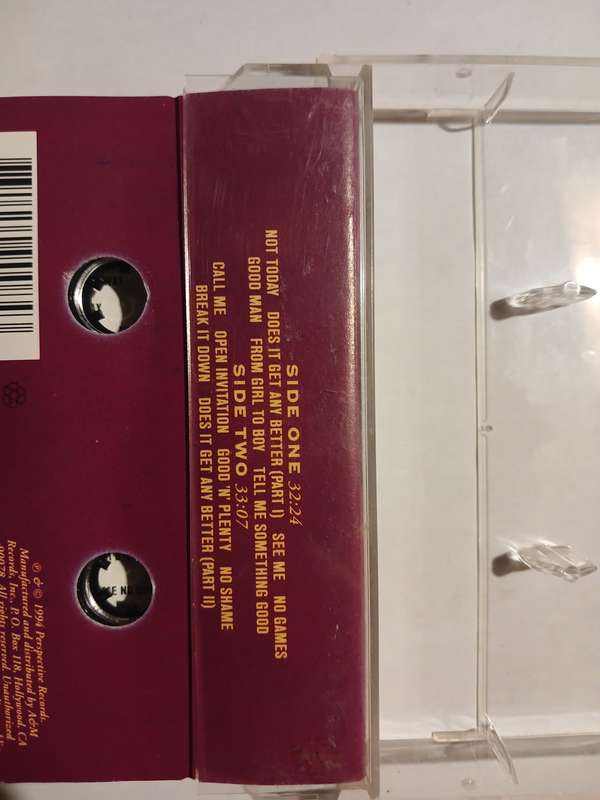 SIDE ONE 32:24
NOT TODAY DOES IT GET ANY BETTER (PART I) SEE ME NO GAMES
GOOD MAN FROM GIRL TO BOY TELL ME SOMETHING GOOD
SIDE TWO 33:07
CALL ME OPEN INVITATION GOOD 'N' PLENTY NO SHAME
BREAK IT DOWN DOES IT GET ANY BETTER (PART II)
℗ & © 1994 Perspective Records.
Manufactured and distributed by A&M
Records, Inc., P.O. Box 118, Hollywood, CA
90078. All rights reserved. Unauthorized